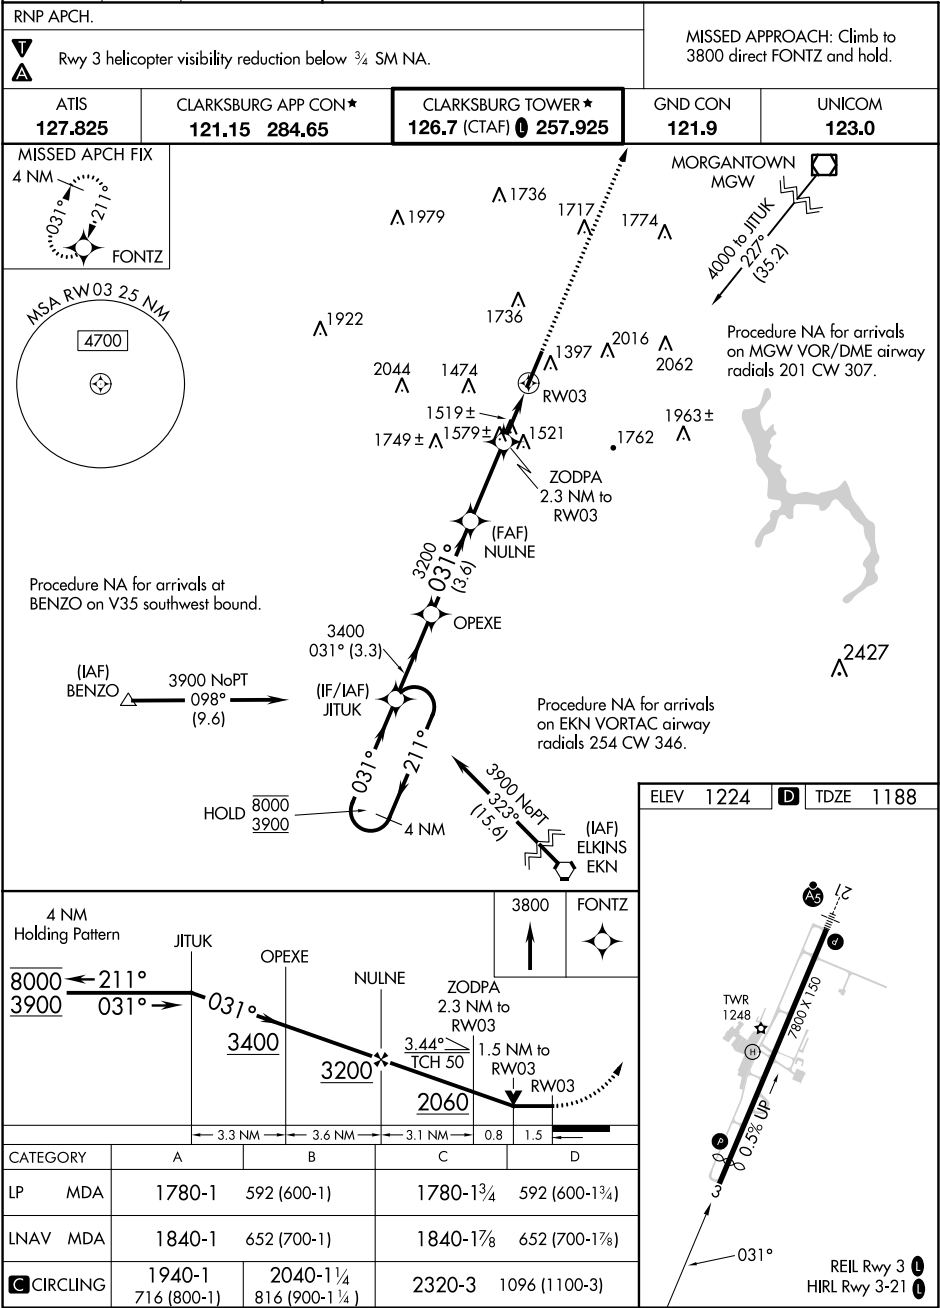 RNP APCH.
T
A
Rwy 3 helicopter visibility reduction below ¾ SM NA.
MISSED APPROACH: Climb to
3800 direct FONTZ and hold.
ATIS
127.825
CLARKSBURG APP CON★
121.15 284.65
CLARKSBURG TOWER★
126.7 (CTAF) L 257.925
GND CON
121.9
UNICOM
123.0
MISSED APCH FIX
4 NM
031°
211°
FONTZ
MSA RW03 25 NM
4700
1979
1736
1717
1774
MORGANTOWN
MGW
4000 to JITUK
227°
(35.2)
1922
1736
Procedure NA for arrivals
on MGW VOR/DME airway
radials 201 CW 307.
2044
1474
1397
2016
2062
RW03
1519±
1749±
1579±
1521
1762
1963±
ZODPA
2.3 NM to
RW03
(FAF)
NULNE
3200
031°
(3.6)
Procedure NA for arrivals at
BENZO on V35 southwest bound.
OPEXE
3400
031° (3.3)
2427
(IAF)
BENZO
3900 NoPT
098°
(9.6)
(IF/IAF)
JITUK
Procedure NA for arrivals
on EKN VORTAC airway
radials 254 CW 346.
031°
211°
HOLD
8000
3900
4 NM
3900 NoPT
323°
(15.6)
(IAF)
ELKINS
EKN
ELEV 1224
D
TDZE 1188
4 NM
Holding Pattern
JITUK
OPEXE
NULNE
ZODPA
2.3 NM to
RW03
3800
FONTZ
8000
3900
211°
031°
031°
3400
3200
3.44°
TCH 50
2060
1.5 NM to
RW03
RW03
3.3 NM
3.6 NM
3.1 NM
0.8
1.5
A5
21
P
TWR
1248
7800 X 150
H
0.5% UP
P
3
031°
REIL Rwy 3 L
HIRL Rwy 3-21 L
CATEGORY A B C D
LP MDA 1780-1 592 (600-1) 1780-1¾ 592 (600-1¾)
LNAV MDA 1840-1 652 (700-1) 1840-1⅞ 652 (700-1⅞)
C CIRCLING 1940-1 2040-1¼ 2320-3 1096 (1100-3)
716 (800-1) 816 (900-1¼)